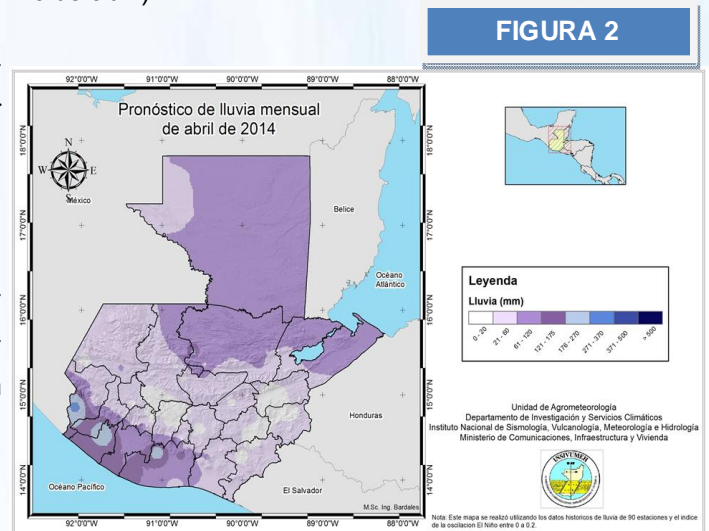 FIGURA 2
92°0'0"W 91°0'0"W 90°0'0"W 89°0'0"W 88°0'0"W
Pronóstico de lluvia mensual
de abril de 2014
18°0'0"N
18°0'0"N
N
W E
S
México
Belice
17°0'0"N
17°0'0"N
Océano
Atlántico
16°0'0"N
16°0'0"N
15°0'0"N
15°0'0"N
Honduras
14°0'0"N
14°0'0"N
Océano Pacífico
El Salvador
M.Sc. Ing. Bardales
92°0'0"W 91°0'0"W 90°0'0"W 89°0'0"W 88°0'0"W
Leyenda
Lluvia (mm)
0 - 20
21 - 60
61 - 120
121 - 175
176 - 270
271 - 370
371 - 500
> 500
Unidad de Agrometeorología
Departamento de Investigación y Servicios Climáticos
Instituto Nacional de Sismología, Vulcanología, Meteorología e Hidrología
Ministerio de Comunicaciones, Infraestructura y Vivienda
INSIVUMEH
Nota: Este mapa se realizó utilizando los datos historicos de lluvia de 90 estaciones y el indice
de la oscilacion El Niño entre 0 a 0.2.